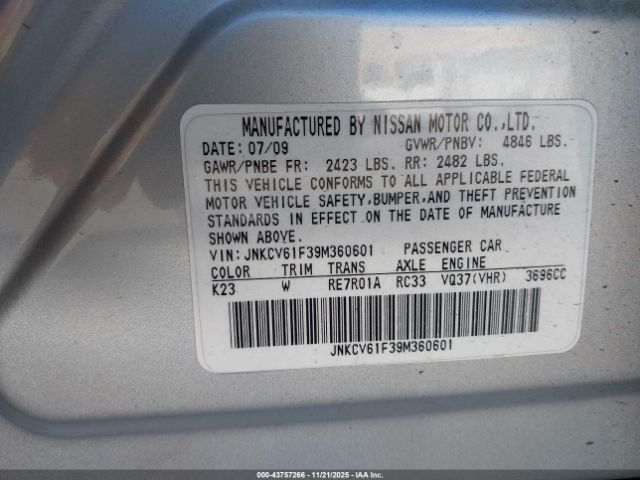 MANUFACTURED BY NISSAN MOTOR CO.,LTD.
DATE: 07/09 GVWR/PNBV: 4846 LBS.
GAWR/PNBE FR: 2423 LBS. RR: 2482 LBS.
THIS VEHICLE CONFORMS TO ALL APPLICABLE FEDERAL
MOTOR VEHICLE SAFETY,BUMPER,AND THEFT PREVENTION
STANDARDS IN EFFECT ON THE DATE OF MANUFACTURE
SHOWN ABOVE.
VIN: JNKCV61F39M360601 PASSENGER CAR
COLOR TRIM TRANS AXLE ENGINE
K23 W RE7R01A RC33 VQ37(VHR) 3696CC
JNKCV61F39M360601
000-43757266 - 11/21/2025 - IAA Inc.